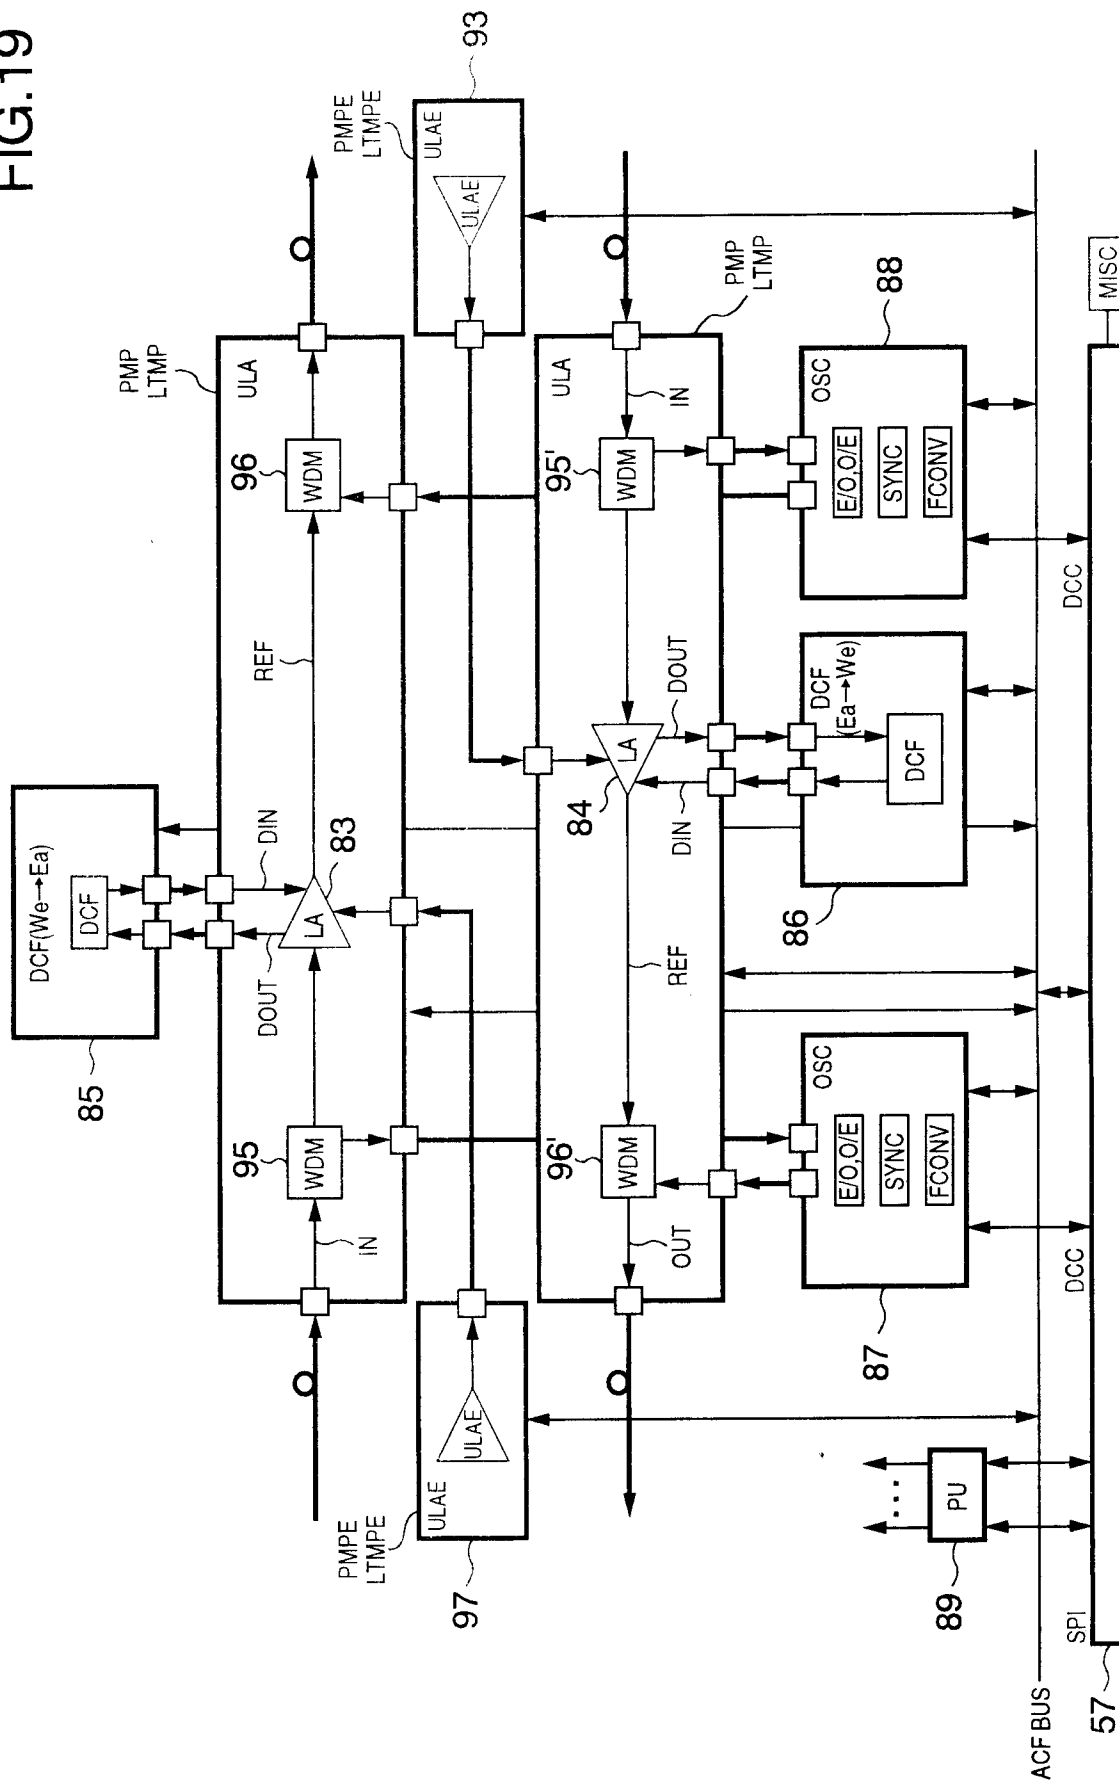 FIG.19
DCF(We→Ea)
DCF
85
PMP
LTMP
ULA
95
WDM
IN
DOUT
DIN
LA
83
REF
96
WDM
PMPE
LTMPE
ULAE
ULAE
97
PMPE
LTMPE
ULAE
ULAE
93
PMP
LTMP
ULA
96'
WDM
OUT
REF
84
LA
DIN
DOUT
95'
WDM
IN
87
OSC
E/O,O/E
SYNC
FCONV
86
DCF
(Ea→We)
DCF
88
OSC
E/O,O/E
SYNC
FCONV
89
PU
ACF BUS
SPI
DCC
DCC
MISC
57